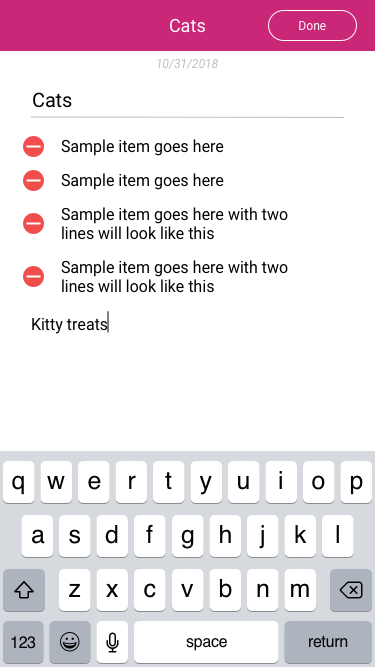 Cats
Done
10/31/2018
Cats
Sample item goes here
Sample item goes here
Sample item goes here with two
lines will look like this
Sample item goes here with two
lines will look like this
Kitty treats
q w e r t y u i o p
a s d f g h j k l
z x c v b n m
123 space return